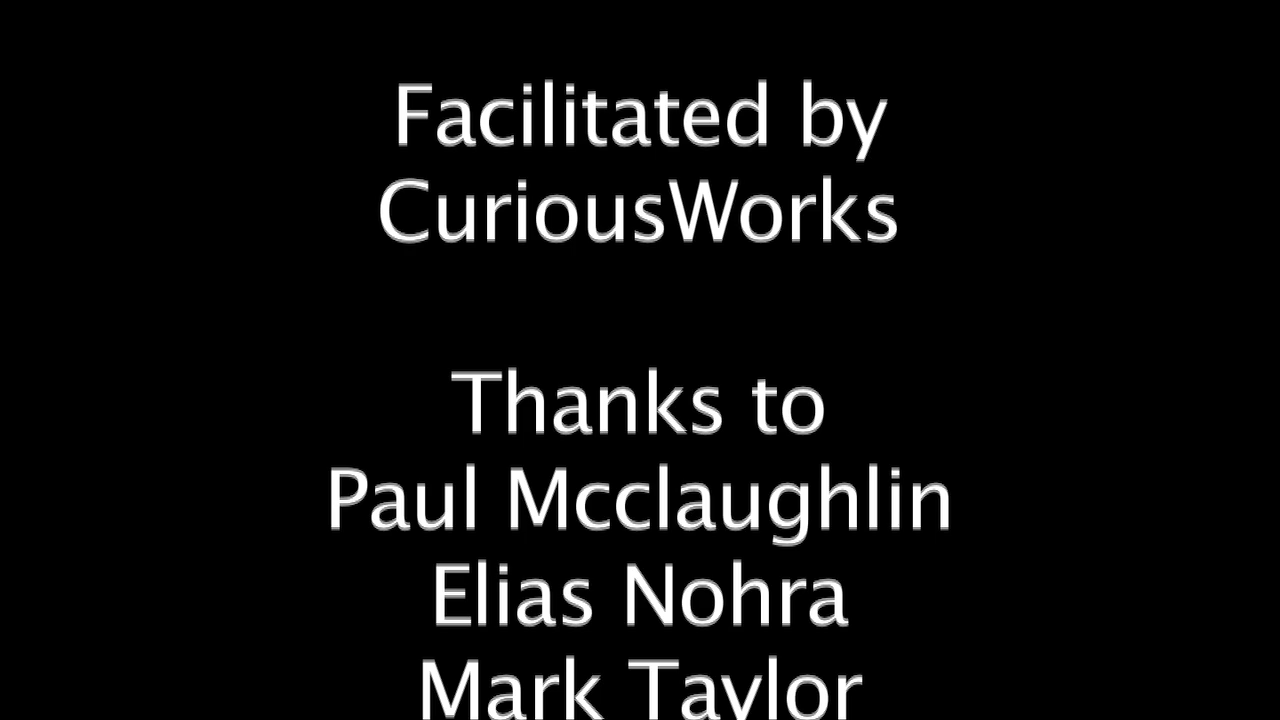 Facilitated by
CuriousWorks
Thanks to
Paul Mcclaughlin
Elias Nohra
Mark Taylor